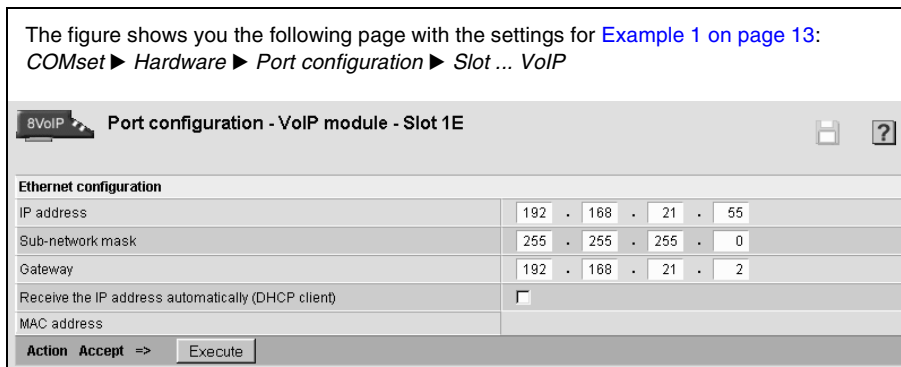 The figure shows you the following page with the settings for Example 1 on page 13:
COMset ▶ Hardware ▶ Port configuration ▶ Slot ... VoIP
8VoIP Port configuration - VoIP module - Slot 1E ?
Ethernet configuration
IP address 192 . 168 . 21 . 55
Sub-network mask 255 . 255 . 255 . 0
Gateway 192 . 168 . 21 . 2
Receive the IP address automatically (DHCP client)
MAC address
Action Accept => Execute